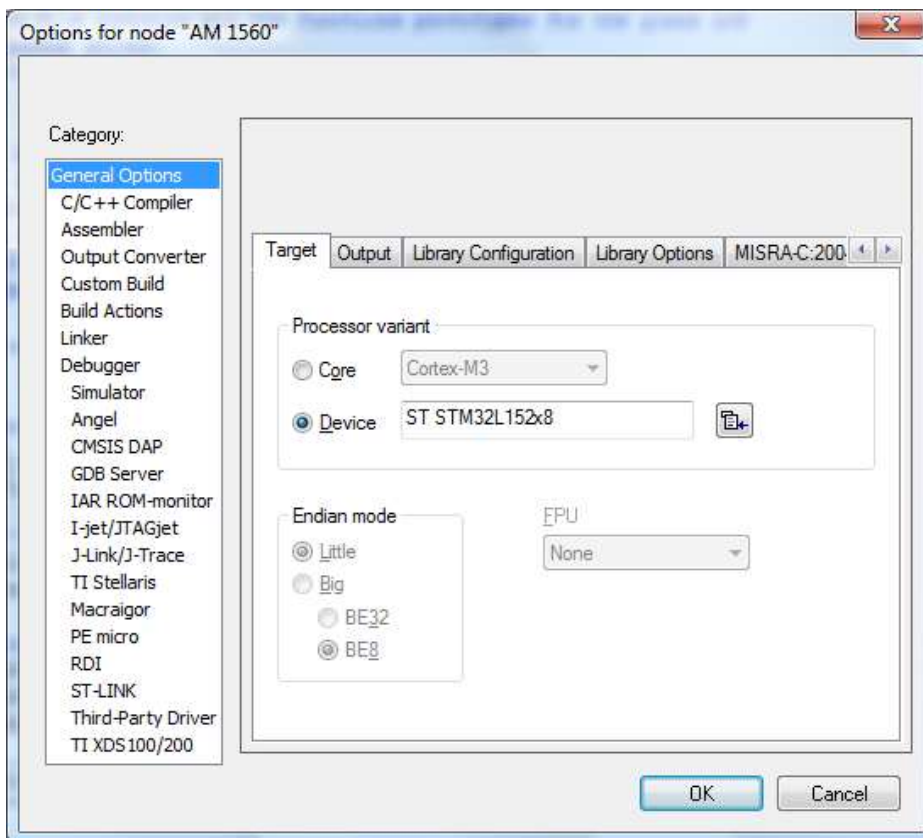 Options for node "AM 1560"
Category:
General Options
C/C++ Compiler
Assembler
Output Converter
Custom Build
Build Actions
Linker
Debugger
Simulator
Angel
CMSIS DAP
GDB Server
IAR ROM-monitor
I-jet/JTAGjet
J-Link/J-Trace
TI Stellaris
Macraigor
PE micro
RDI
ST-LINK
Third-Party Driver
TI XDS100/200
Target Output Library Configuration Library Options MISRA-C:200
Processor variant
Core Cortex-M3
Device ST STM32L152x8
Endian mode FPU
Little None
Big
BE32
BE8
OK Cancel